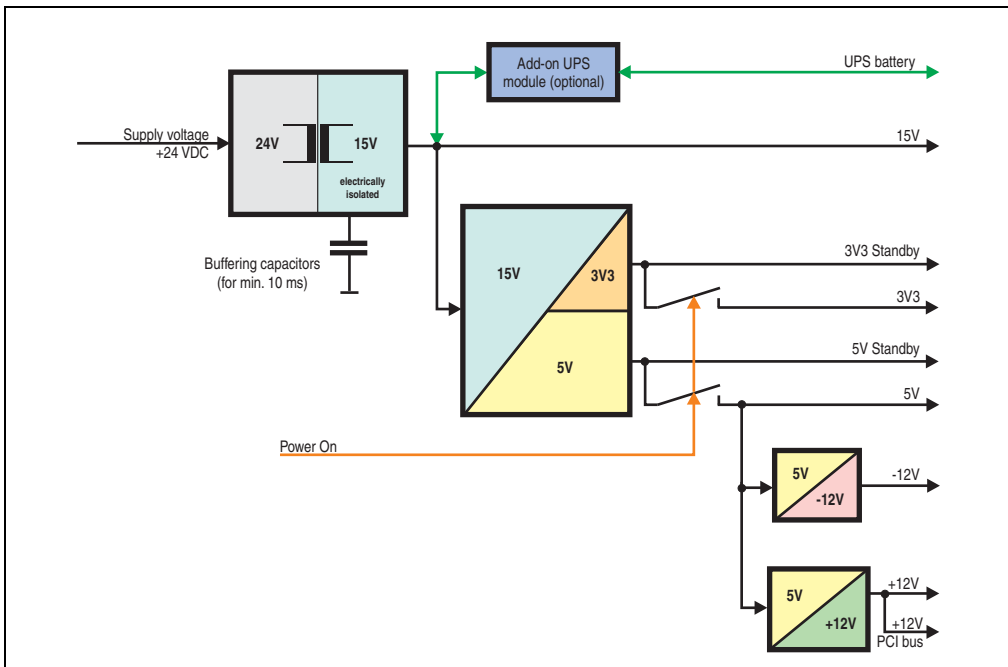 Add-on UPS
module (optional)
UPS battery
Supply voltage
+24 VDC
24V
15V
electrically
isolated
15V
Buffering capacitors
(for min. 10 ms)
15V
3V3
5V
3V3 Standby
3V3
5V Standby
5V
Power On
5V
-12V
-12V
5V
+12V
+12V
+12V
PCI bus